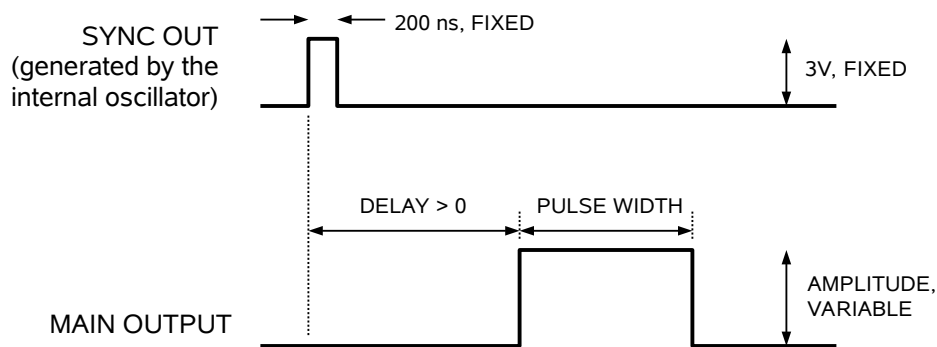 200 ns, FIXED
SYNC OUT
(generated by the
internal oscillator)
3V, FIXED
DELAY > 0
PULSE WIDTH
AMPLITUDE,
VARIABLE
MAIN OUTPUT